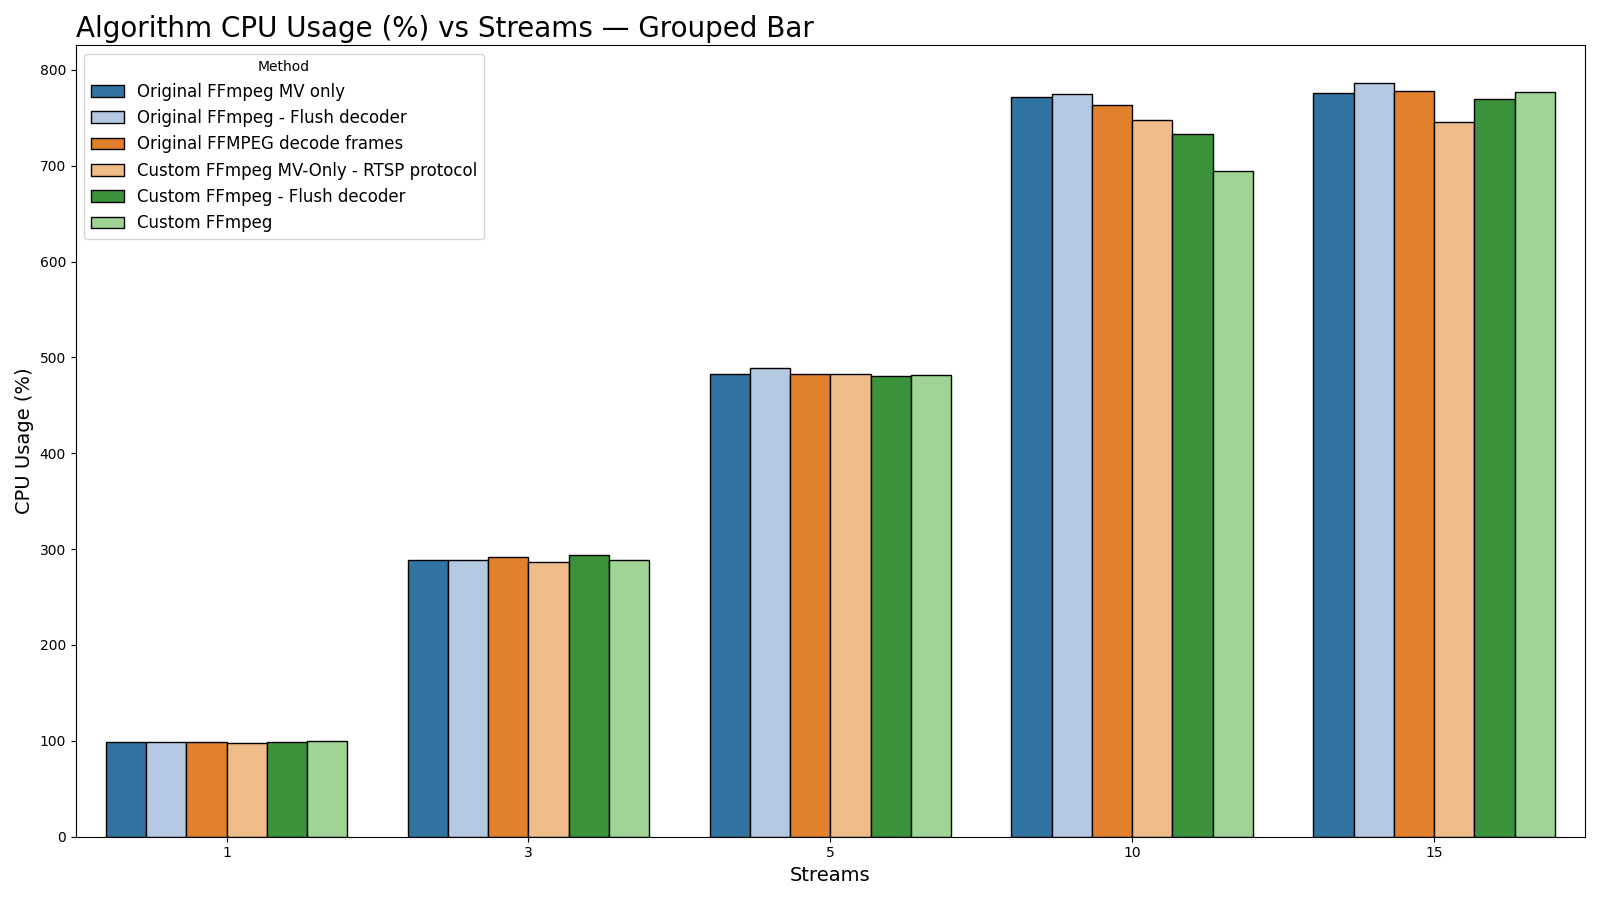 Algorithm CPU Usage (%) vs Streams — Grouped Bar
Method
Original FFmpeg MV only
Original FFmpeg - Flush decoder
Original FFMPEG decode frames
Custom FFmpeg MV-Only - RTSP protocol
Custom FFmpeg - Flush decoder
Custom FFmpeg
CPU Usage (%)
800
700
600
500
400
300
200
100
0
1 3 5 10 15
Streams